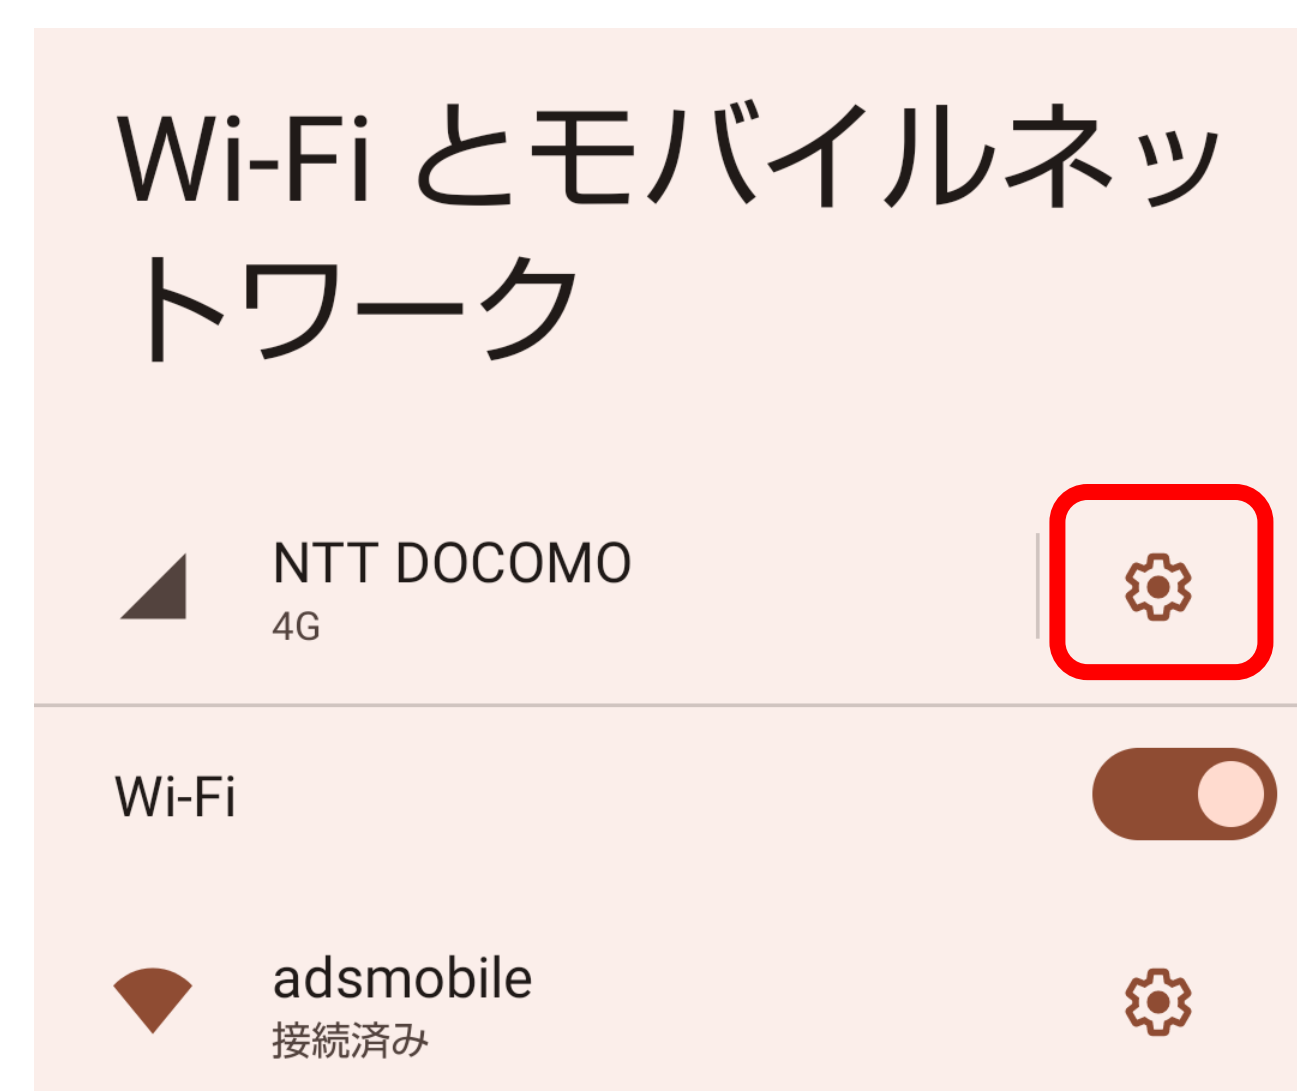 Wi-Fi とモバイルネッ
トワーク
NTT DOCOMO
4G
Wi-Fi
adsmobile
接続済み